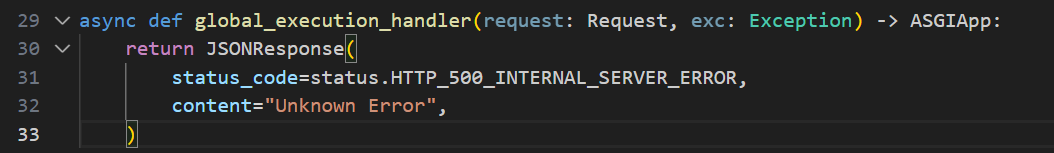 29 async def global_execution_handler(request: Request, exc: Exception) -> ASGIApp:
30     return JSONResponse(
31         status_code=status.HTTP_500_INTERNAL_SERVER_ERROR,
32         content="Unknown Error",
33     )